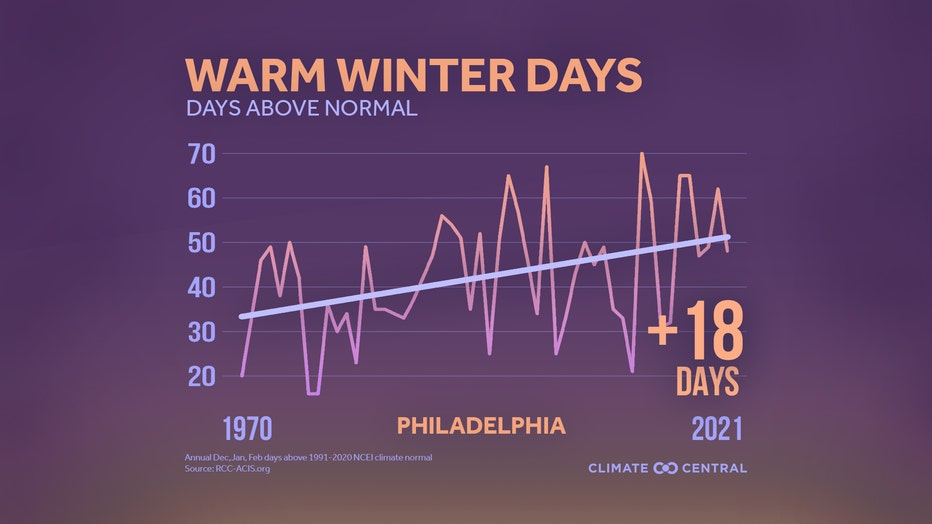 WARM WINTER DAYS
DAYS ABOVE NORMAL
70
60
50
40
30
20
+18
DAYS
1970
PHILADELPHIA
2021
Annual Dec,Jan, Feb days above 1991-2020 NCEI climate normal
Source: RCC-ACIS.org
CLIMATE CENTRAL